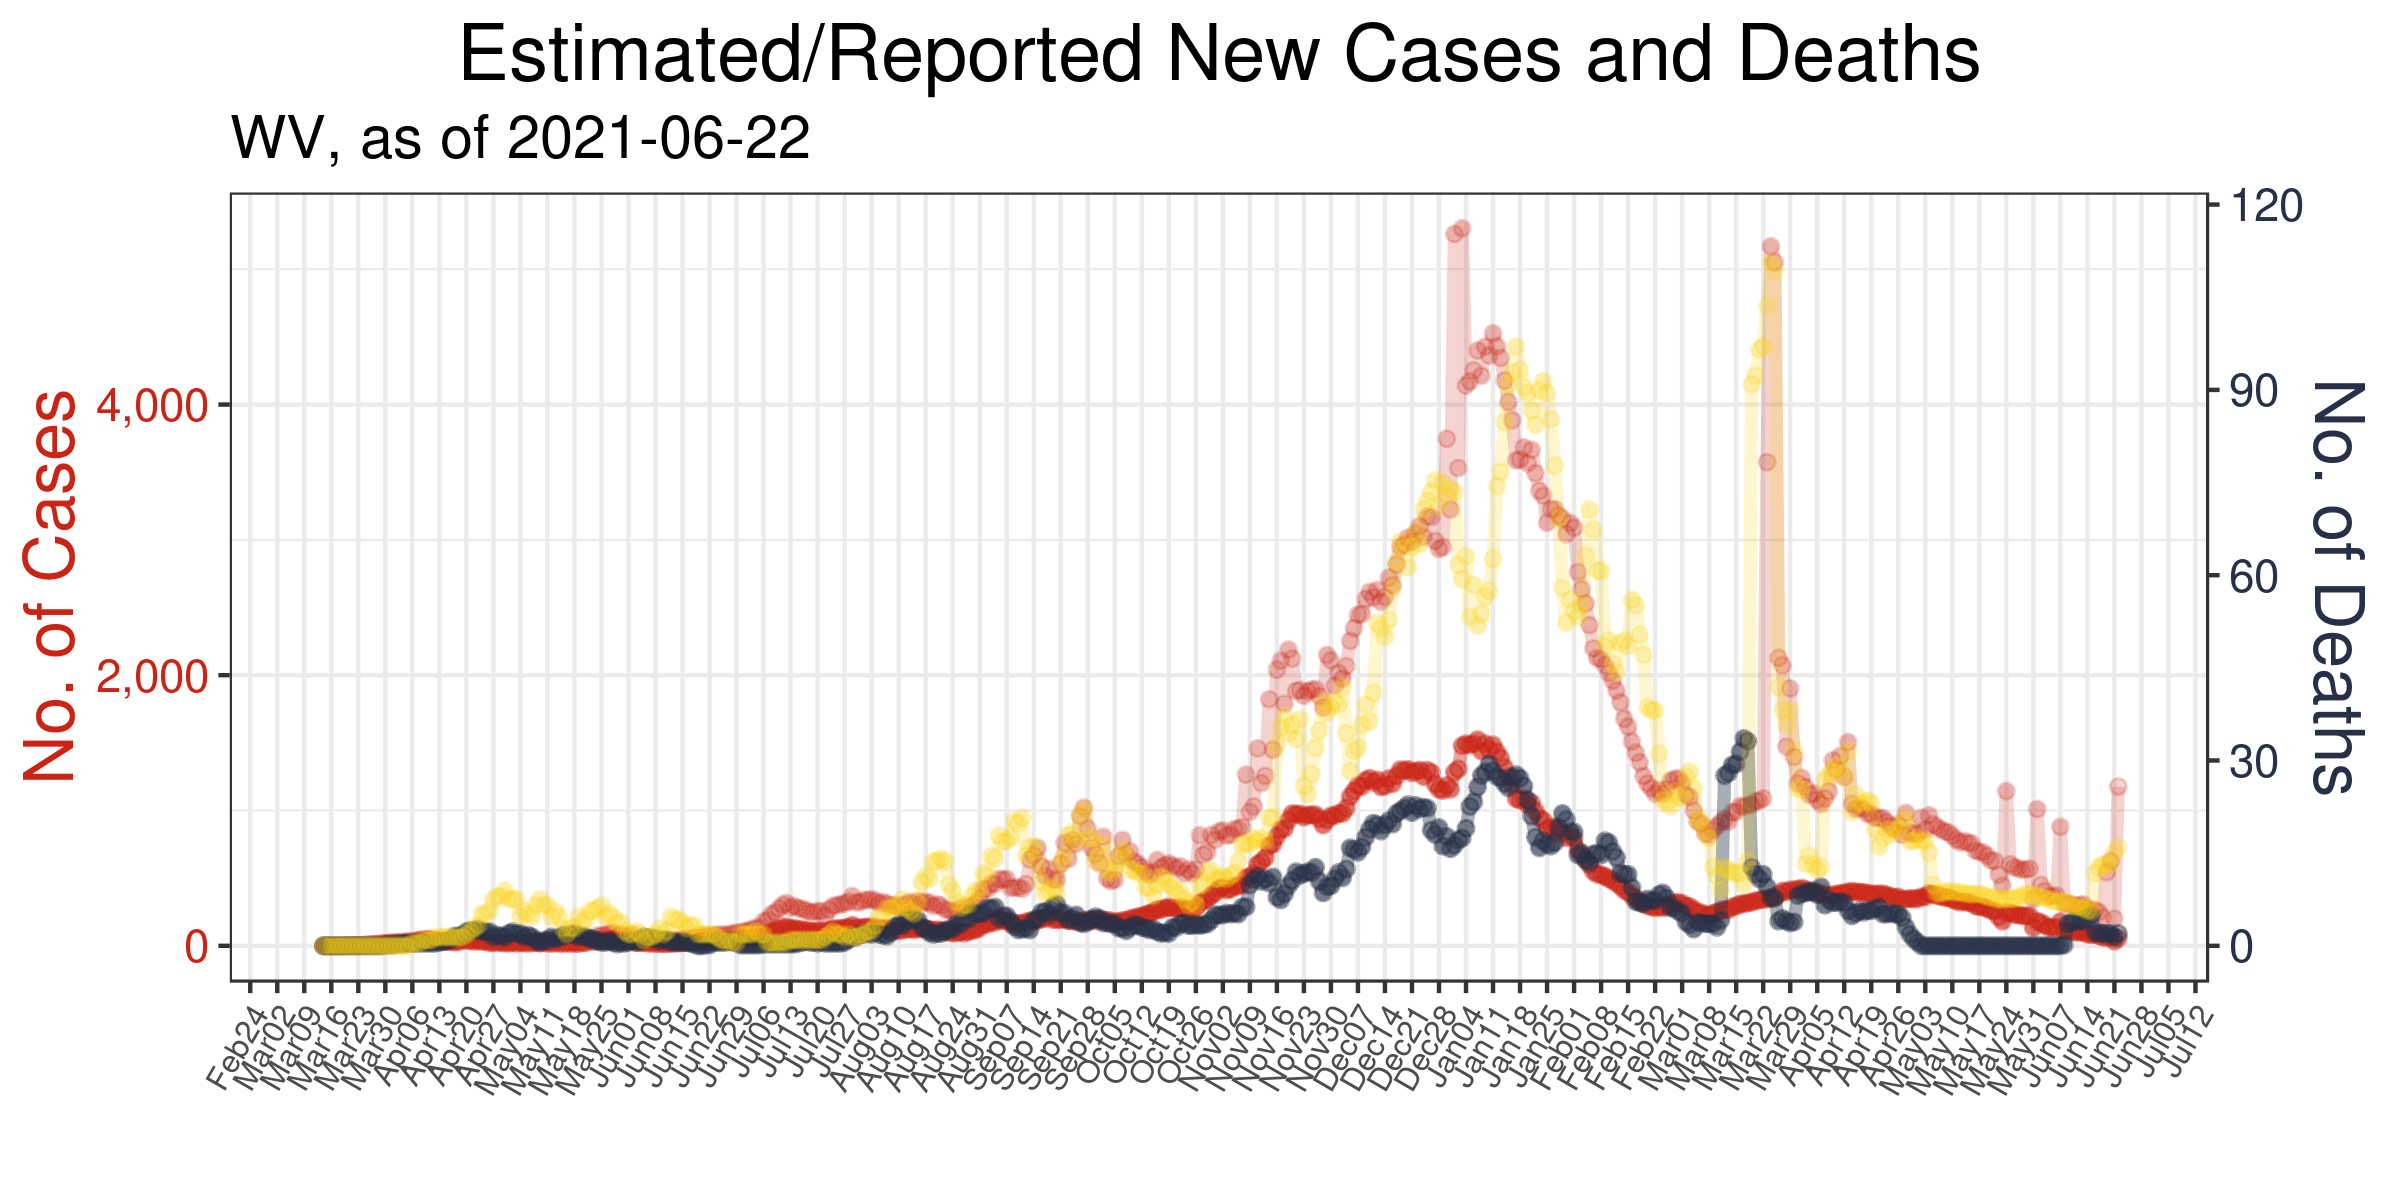 Estimated/Reported New Cases and Deaths
WV, as of 2021-06-22
No. of Cases
4,000
2,000
0
120
90
60
30
0
No. of Deaths
Feb24
Mar02
Mar09
Mar16
Mar23
Mar30
Apr06
Apr13
Apr20
Apr27
May04
May11
May18
May25
Jun01
Jun08
Jun15
Jun22
Jun29
Jul06
Jul13
Jul20
Jul27
Aug03
Aug10
Aug17
Aug24
Aug31
Sep07
Sep14
Sep21
Sep28
Oct05
Oct12
Oct19
Oct26
Nov02
Nov09
Nov16
Nov23
Nov30
Dec07
Dec14
Dec21
Dec28
Jan04
Jan11
Jan18
Jan25
Feb01
Feb08
Feb15
Feb22
Mar01
Mar08
Mar15
Mar22
Mar29
Apr05
Apr12
Apr19
Apr26
May03
May10
May17
May24
May31
Jun07
Jun14
Jun21
Jun28
Jul05
Jul12